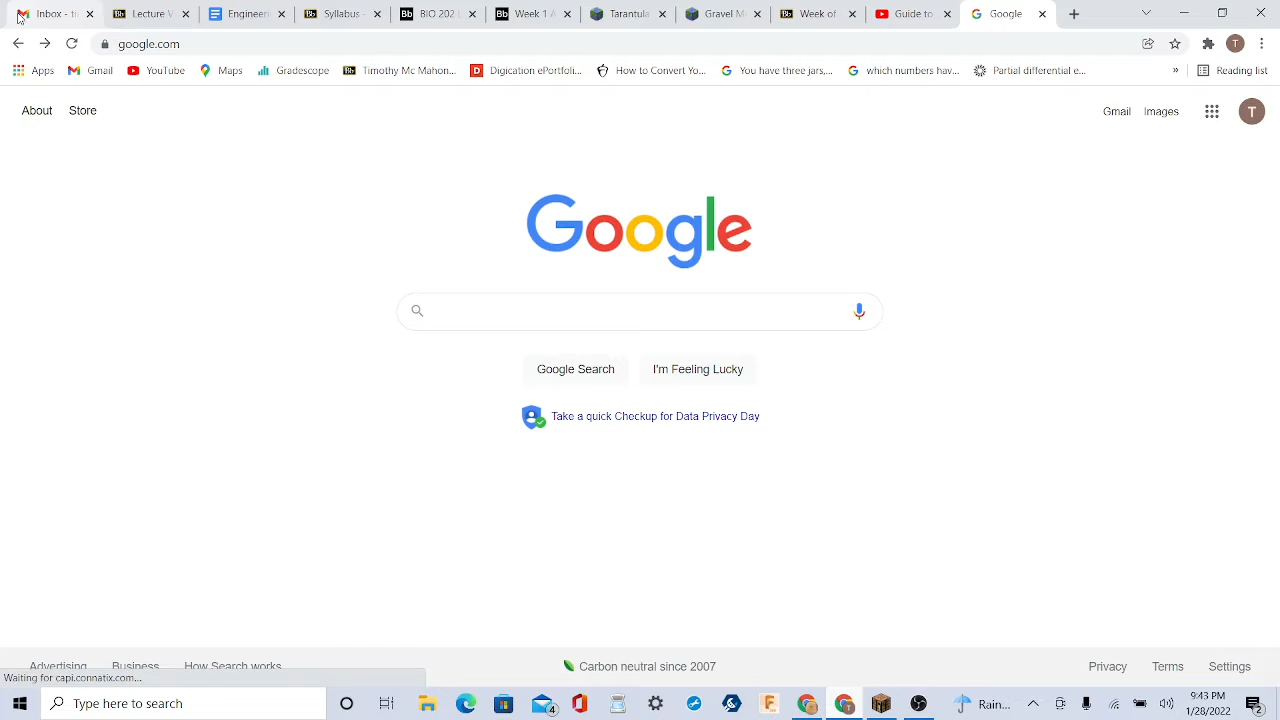 Inbox - to
Lecture V
Engineeri
Syllabus -
BIO 202
Week 1 A
Tarantula
Gravel Mi
Week of
Guide to
Google
google.com
Apps
Gmail
YouTube
Maps
Gradescope
Timothy Mc Mahon...
Digication ePortfoli...
How to Convert Yo...
You have three jars,...
which numbers hav...
Partial differential e...
»
Reading list
About
Store
Gmail
Images
T
Google
Google Search
I'm Feeling Lucky
Take a quick Checkup for Data Privacy Day
Advertising
Business
How Search works
Carbon neutral since 2007
Privacy
Terms
Settings
Waiting for capi.connatix.com...
Type here to search
Rain...
9:43 PM
1/28/2022